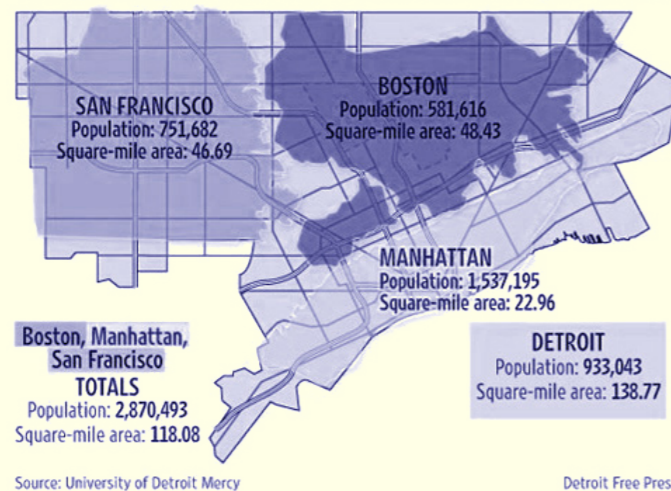 SAN FRANCISCO
Population: 751,682
Square-mile area: 46.69
BOSTON
Population: 581,616
Square-mile area: 48.43
MANHATTAN
Population: 1,537,195
Square-mile area: 22.96
Boston, Manhattan,
San Francisco
TOTALS
Population: 2,870,493
Square-mile area: 118.08
DETROIT
Population: 933,043
Square-mile area: 138.77
Source: University of Detroit Mercy
Detroit Free Pres